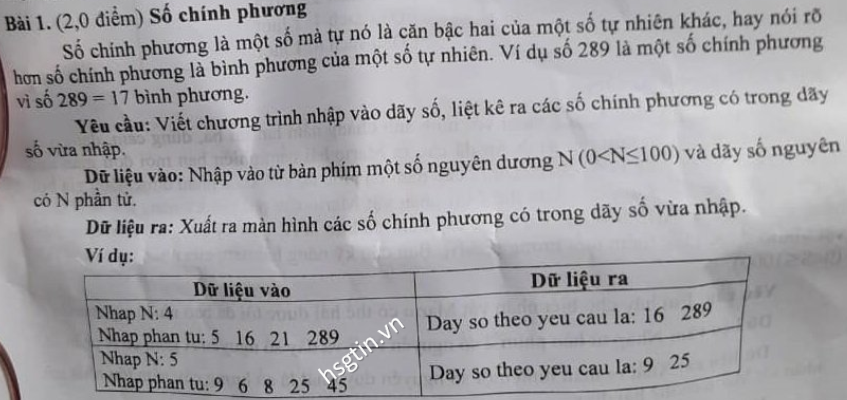 Bài 1. (2,0 điểm) Số chính phương
Số chính phương là một số mà tự nó là căn bậc hai của một số tự nhiên khác, hay nói rõ
hơn số chính phương là bình phương của một số tự nhiên. Ví dụ số 289 là một số chính phương
vì số 289 = 17 bình phương.
Yêu cầu: Viết chương trình nhập vào dãy số, liệt kê ra các số chính phương có trong dãy
số vừa nhập.
Dữ liệu vào: Nhập vào từ bàn phím một số nguyên dương N (0<N≤100) và dãy số nguyên
có N phần tử.
Dữ liệu ra: Xuất ra màn hình các số chính phương có trong dãy số vừa nhập.
Ví dụ:
Dữ liệu vào Dữ liệu ra
Nhap N: 4
Nhap phan tu: 5 16 21 289
Day so theo yeu cau la: 16 289
Nhap N: 5
Nhap phan tu: 9 6 8 25 45
Day so theo yeu cau la: 9 25
hsgtin.vn